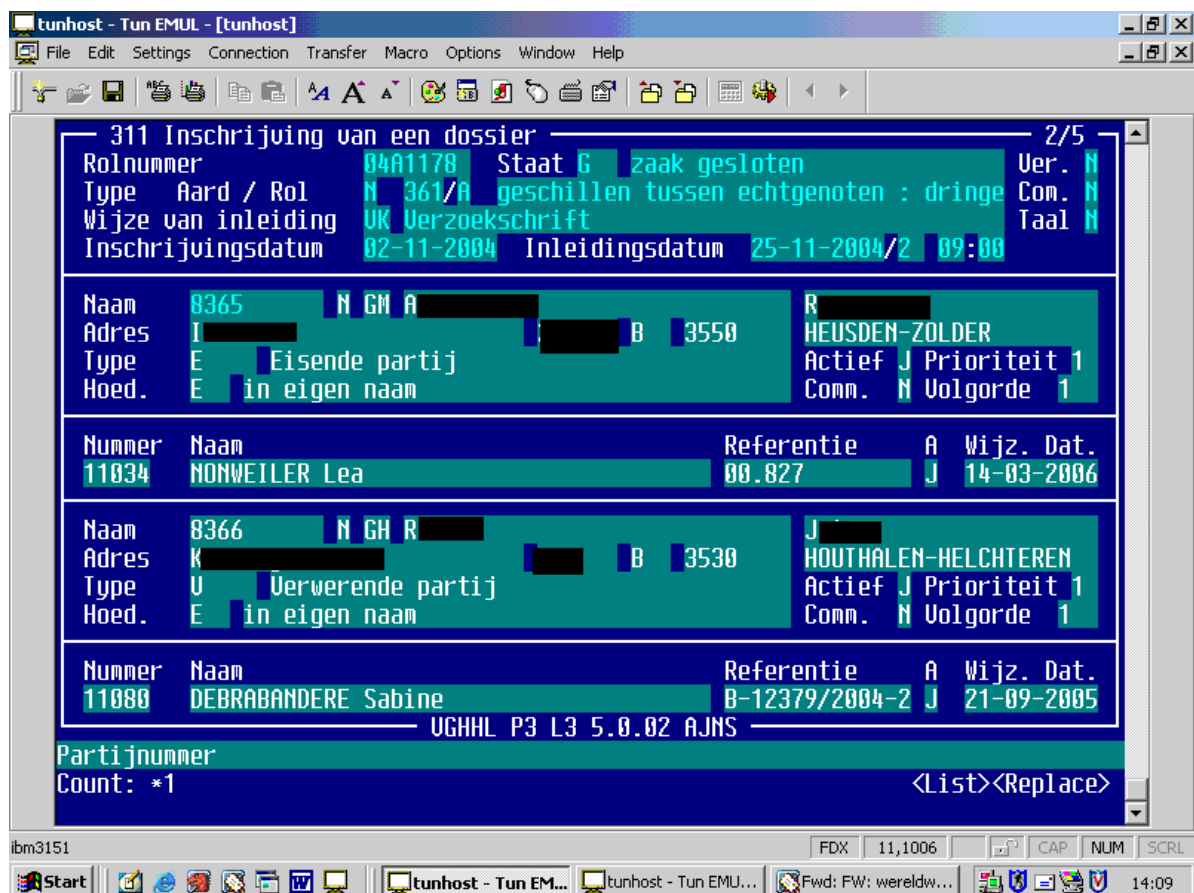 tunhost - Tun EMUL - [tunhost]
File Edit Settings Connection Transfer Macro Options Window Help
311 Inschrijving van een dossier 2/5
Rolnummer 04A1178 Staat G zaak gesloten Ver. N
Type Aard / Rol N 361/A geschillen tussen echtgenoten : dringe Com. N
Wijze van inleiding VK Verzoekschrift Taal N
Inschrijvingsdatum 02-11-2004 Inleidingsdatum 25-11-2004/2 09:00
Naam 8365 N GM A R
Adres I B 3550 HEUSDEN-ZOLDER
Type E Eisende partij Actief J Prioriteit 1
Hoed. E in eigen naam Comm. N Volgorde 1
Nummer Naam Referentie A Wijz. Dat.
11034 NONWEILER Lea 00.827 J 14-03-2006
Naam 8366 N GH R J
Adres K B 3530 HOUTHALEN-HELCHTEREN
Type V Verwerende partij Actief J Prioriteit 1
Hoed. E in eigen naam Comm. N Volgorde 1
Nummer Naam Referentie A Wijz. Dat.
11080 DEBRABANDERE Sabine B-12379/2004-2 J 21-09-2005
VGHHL P3 L3 5.0.02 AJNS
Partijnummer
Count: *1 <List><Replace>
ibm3151 FDX 11,1006 CAP NUM SCRL
Start tunhost - Tun EM... tunhost - Tun EMU... Fwd: FW: wereldw... 14:09